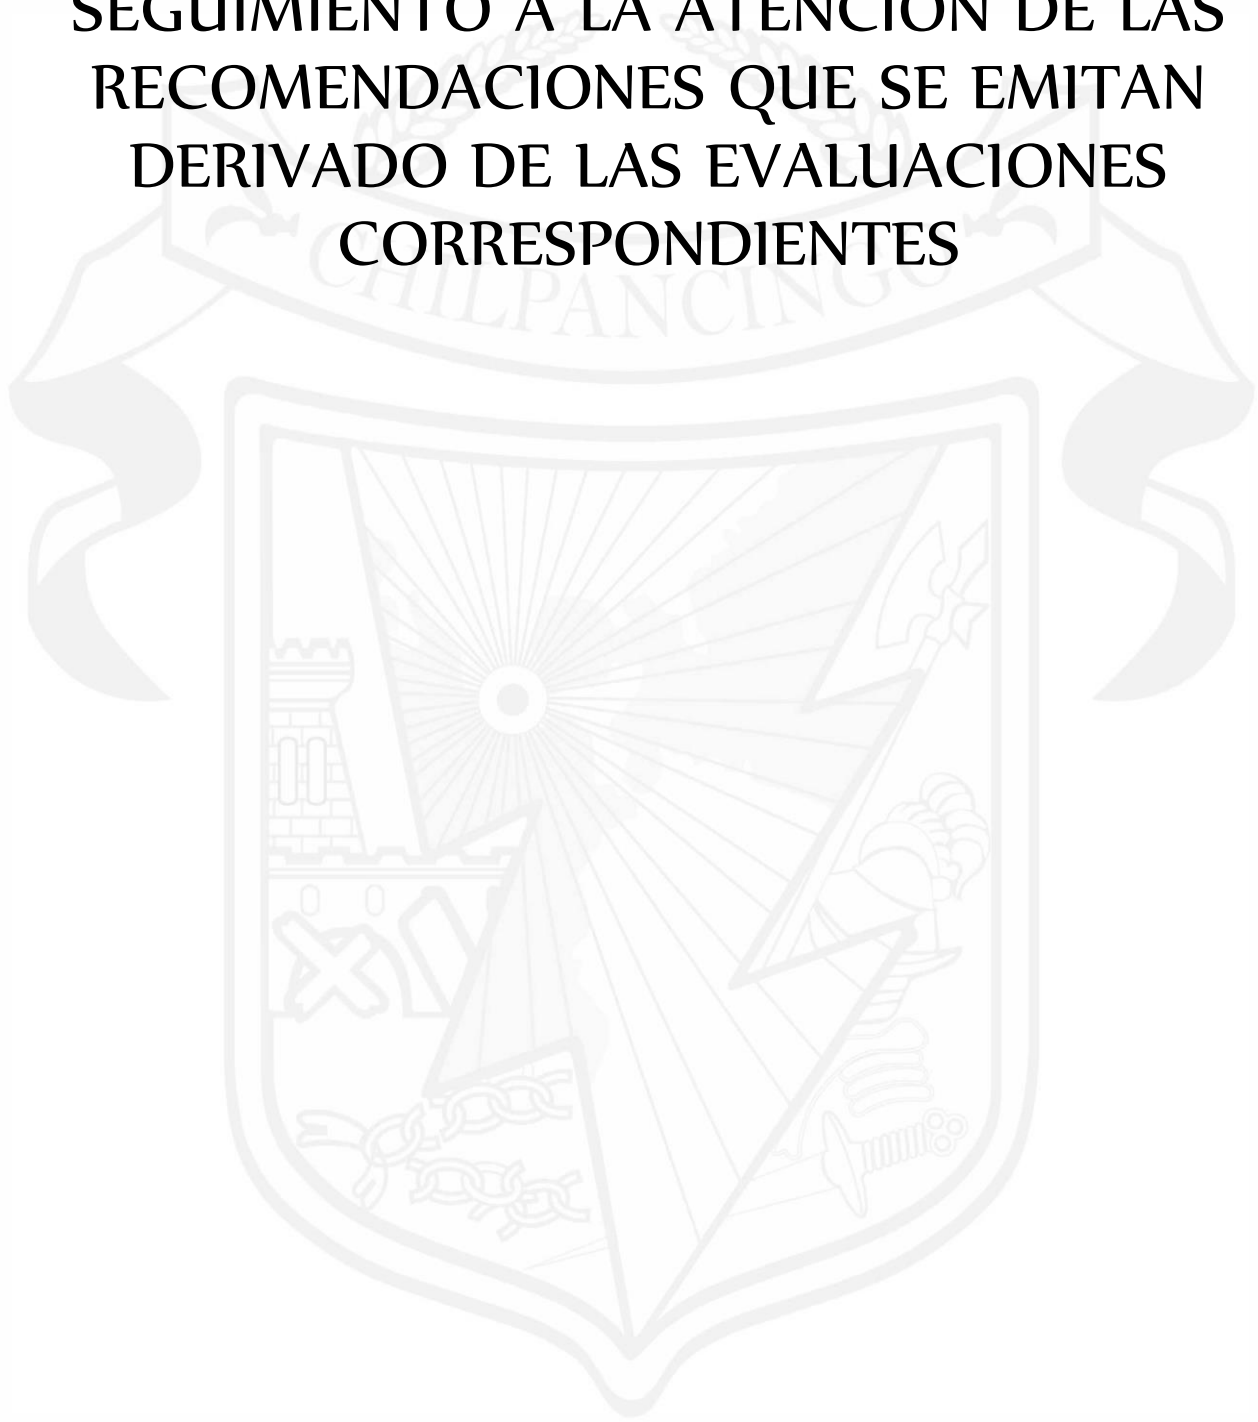 SEGUIMIENTO A LA ATENCIÓN DE LAS
RECOMENDACIONES QUE SE EMITAN
DERIVADO DE LAS EVALUACIONES
CORRESPONDIENTES
CHILPANCINGO